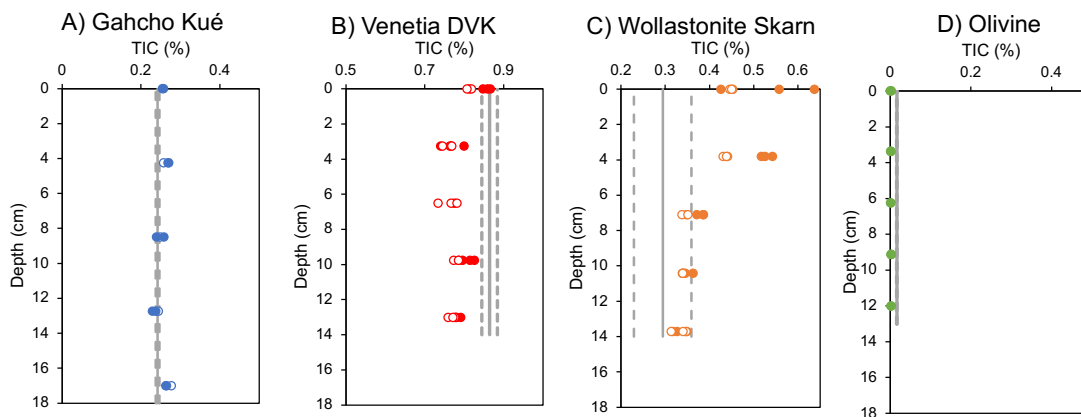 A) Gahcho Kué
TIC (%)
0 0.2 0.4
0
2
4
6
8
10
12
14
16
18
Depth (cm)
B) Venetia DVK
TIC (%)
0.5 0.7 0.9
0
2
4
6
8
10
12
14
16
18
Depth (cm)
C) Wollastonite Skarn
TIC (%)
0.2 0.3 0.4 0.5 0.6
0
2
4
6
8
10
12
14
16
18
Depth (cm)
D) Olivine
TIC (%)
0 0.2 0.4
0
2
4
6
8
10
12
14
16
18
Depth (cm)